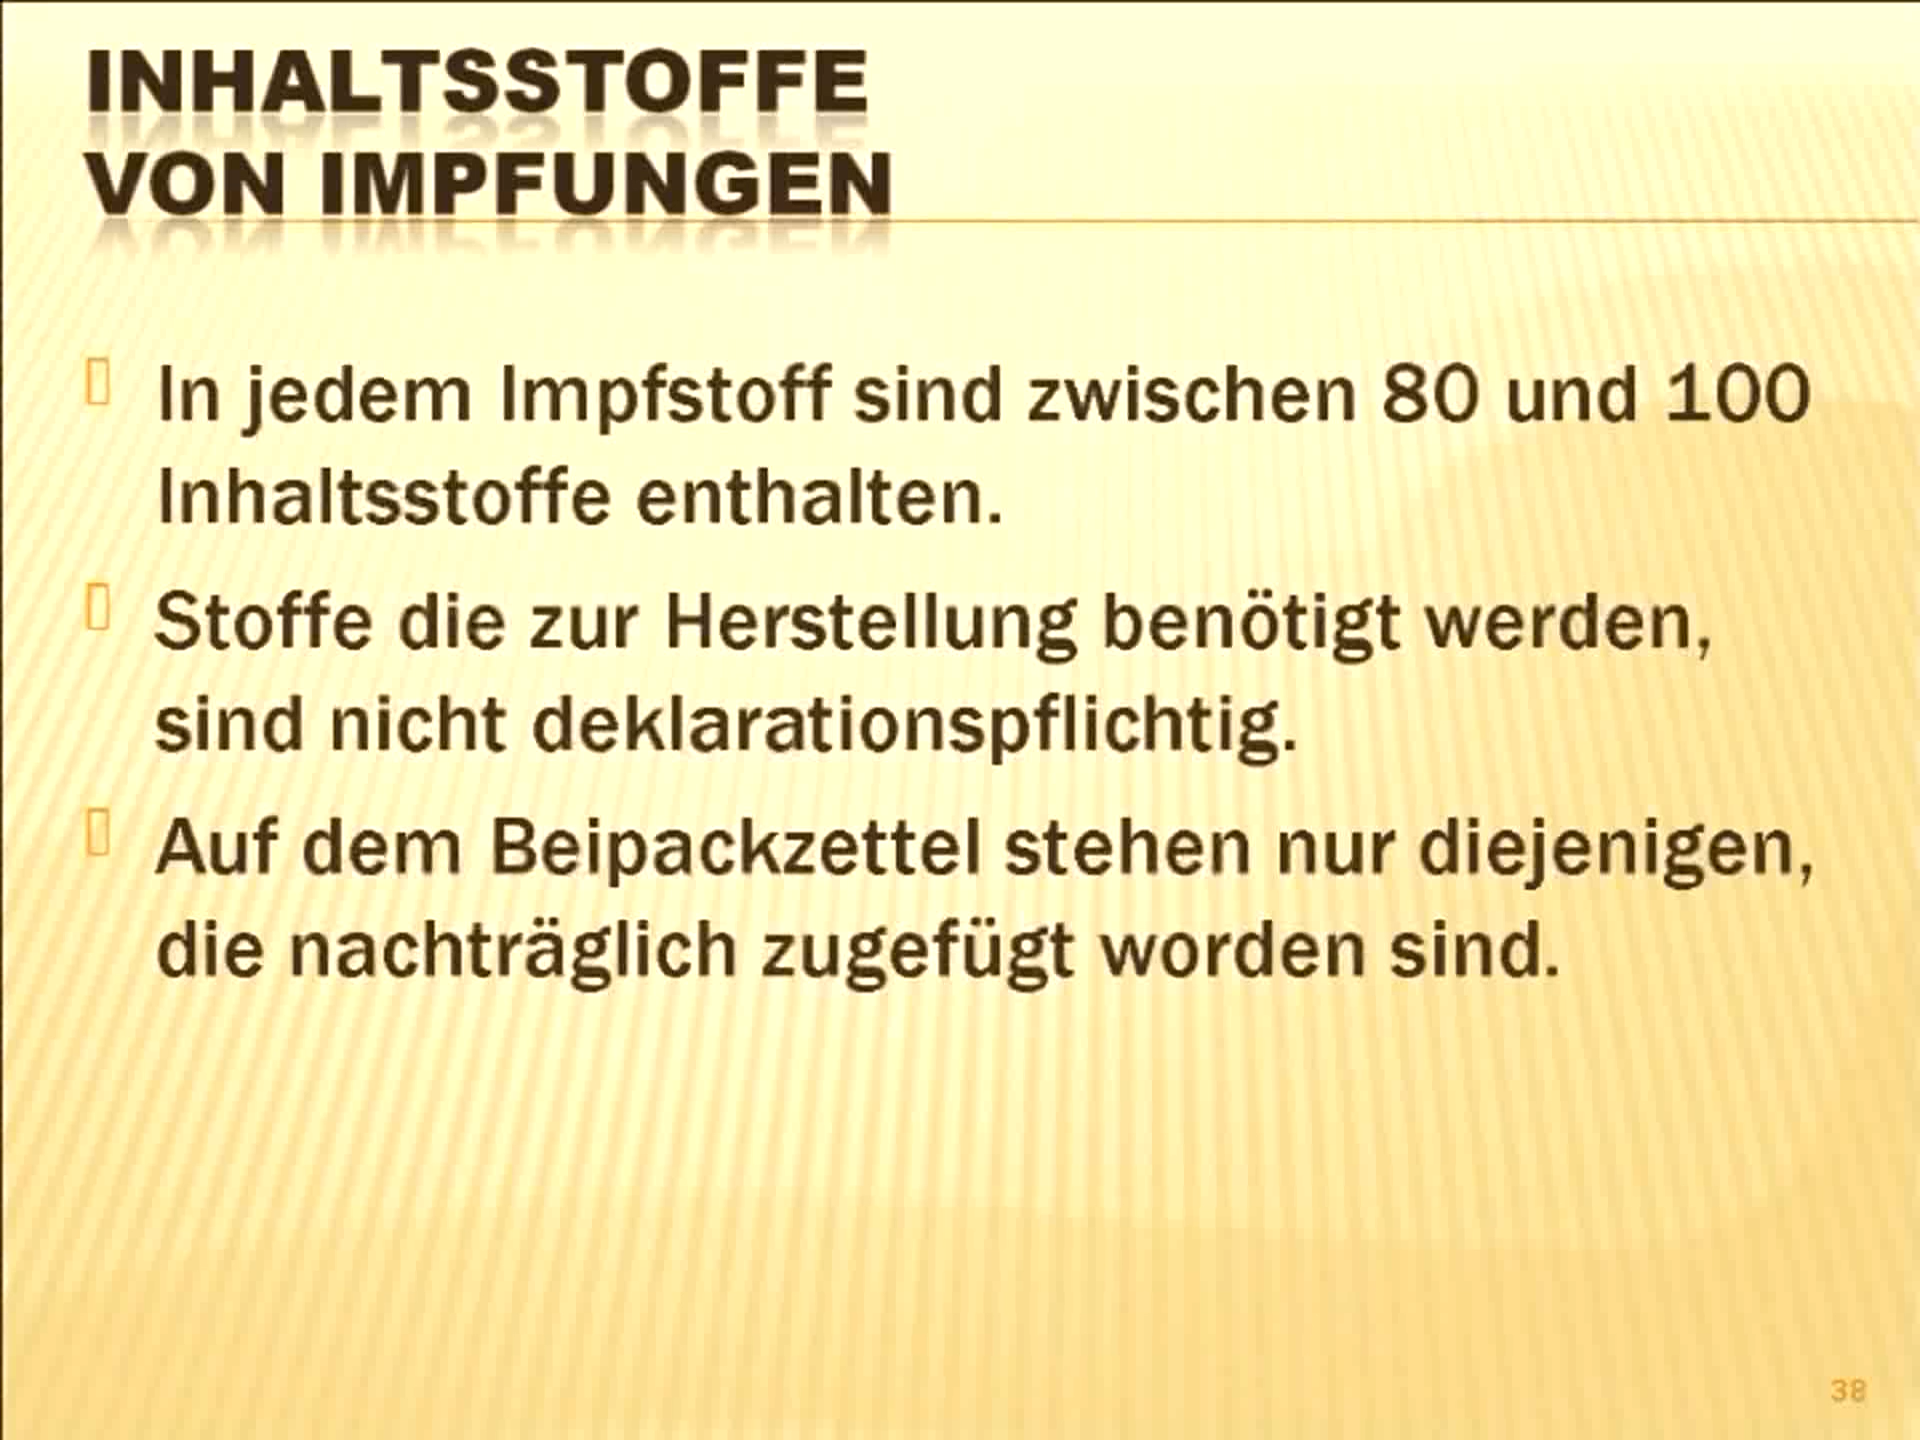 INHALTSSTOFFE
VON IMPFUNGEN
In jedem Impfstoff sind zwischen 80 und 100
Inhaltsstoffe enthalten.
Stoffe die zur Herstellung benötigt werden,
sind nicht deklarationspflichtig.
Auf dem Beipackzettel stehen nur diejenigen,
die nachträglich zugefügt worden sind.
38